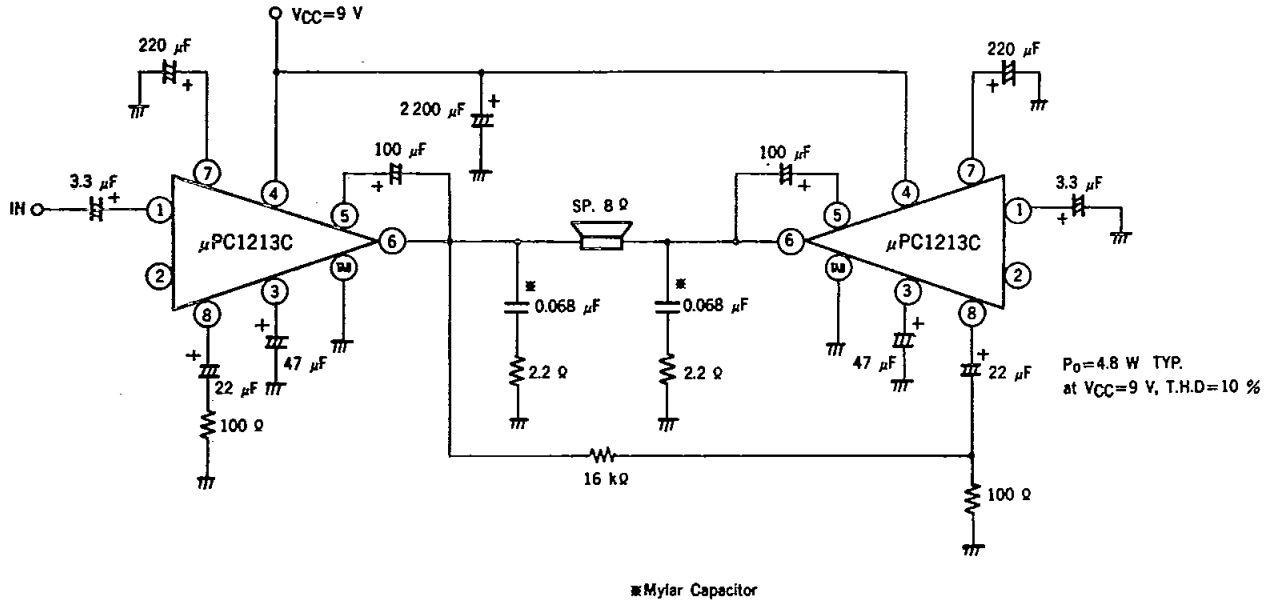 VCC=9 V
220 μF
+
7
2 200 μF
+
220 μF
+
7
3.3 μF
+
IN
1
4
100 μF
+
5
SP. 8 Ω
100 μF
+
5
4
1
3.3 μF
+
μPC1213C
6
6
μPC1213C
2
TAB
TAB
2
8
3
3
8
※
0.068 μF
※
0.068 μF
+
47 μF
+
22 μF
2.2 Ω
2.2 Ω
+
47 μF
+
22 μF
PO=4.8 W TYP.
at VCC=9 V, T.H.D=10 %
100 Ω
16 kΩ
100 Ω
※Mylar Capacitor